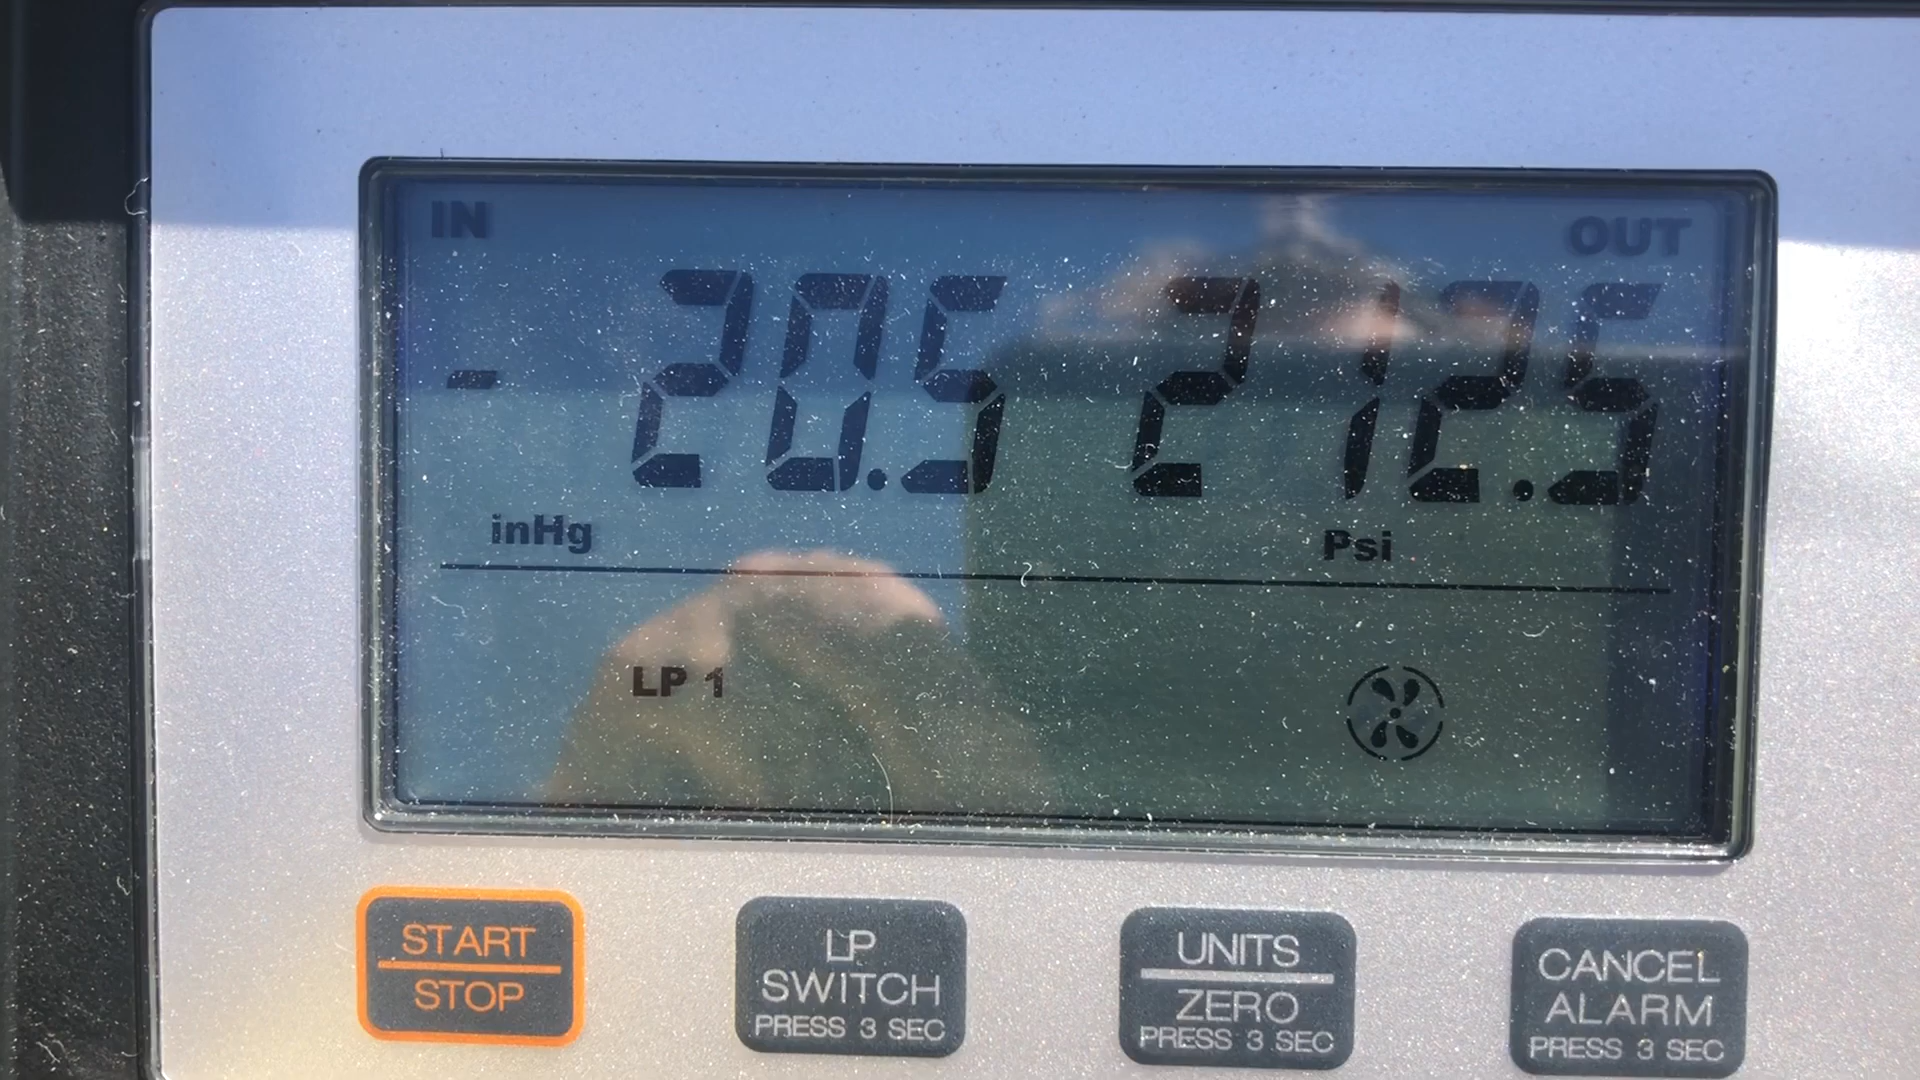 IN OUT
- 20.5 212.5
inHg Psi
LP 1
START
STOP
LP
SWITCH
PRESS 3 SEC
UNITS
ZERO
PRESS 3 SEC
CANCEL
ALARM
PRESS 3 SEC